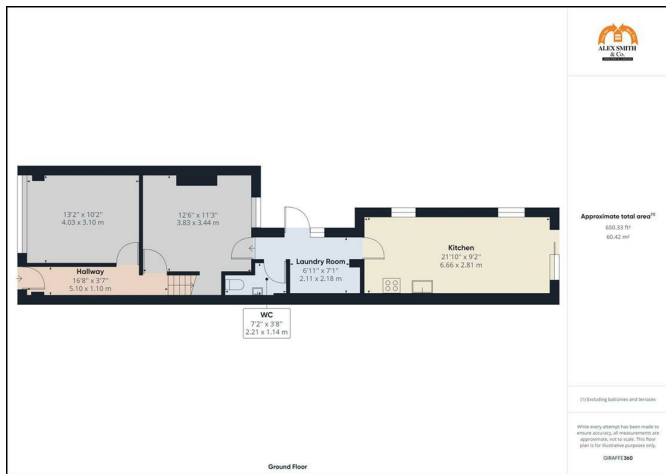 13'2" x 10'2"
4.03 x 3.10 m
12'6" x 11'3"
3.83 x 3.44 m
Hallway
16'8" x 3'7"
5.10 x 1.10 m
WC
7'2" x 3'8"
2.21 x 1.14 m
Laundry Room
6'11" x 7'1"
2.11 x 2.18 m
Kitchen
21'10" x 9'2"
6.66 x 2.81 m
Ground Floor
ALEX SMITH
& Co.
Approximate total area(1)
650.33 ft²
60.42 m²
(1) Excluding balconies and terraces
While every attempt has been made to
ensure accuracy, all measurements are
approximate, not to scale. This floor
plan is for illustrative purposes only.
GIRAFFE360